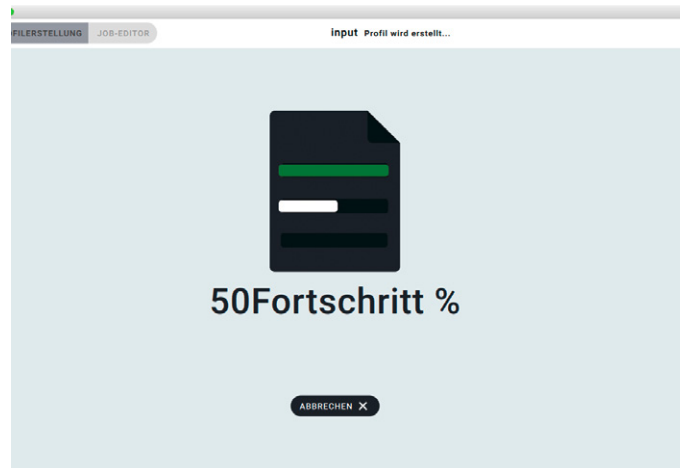 FILERSTELLUNG JOB-EDITOR input Profil wird erstellt...
50Fortschritt %
ABBRECHEN X